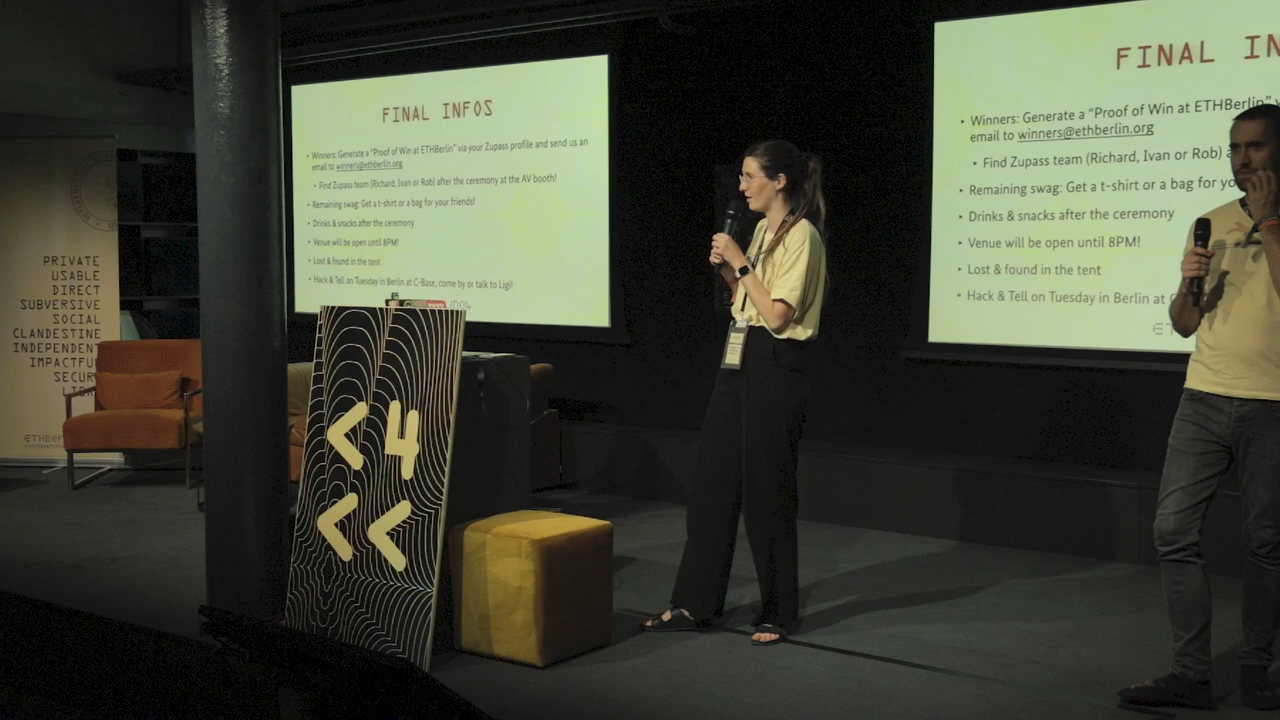 PRIVATE
USABLE
DIRECT
SUBVERSIVE
SOCIAL
CLANDESTINE
INDEPENDENT
IMPACTFUL
SECUR
FINAL INFOS
‣ Winners: Generate a “Proof of Win at ETHBerlin” via your Zupass profile and send us an
email to winners@ethberlin.org
‣ Find Zupass team (Richard, Ivan or Rob) after the ceremony at the AV booth!
‣ Remaining swag: Get a t-shirt or a bag for your friends!
‣ Drinks & snacks after the ceremony
‣ Venue will be open until 8PM!
‣ Lost & found in the tent
‣ Hack & Tell on Tuesday in Berlin at C-Base, come by or talk to Ligi!
<4
<<
FINAL IN
‣ Winners: Generate a “Proof of Win at ETHBerlin”
email to winners@ethberlin.org
‣ Find Zupass team (Richard, Ivan or Rob)
‣ Remaining swag: Get a t-shirt or a bag for yo
‣ Drinks & snacks after the ceremony
‣ Venue will be open until 8PM!
‣ Lost & found in the tent
‣ Hack & Tell on Tuesday in Berlin at